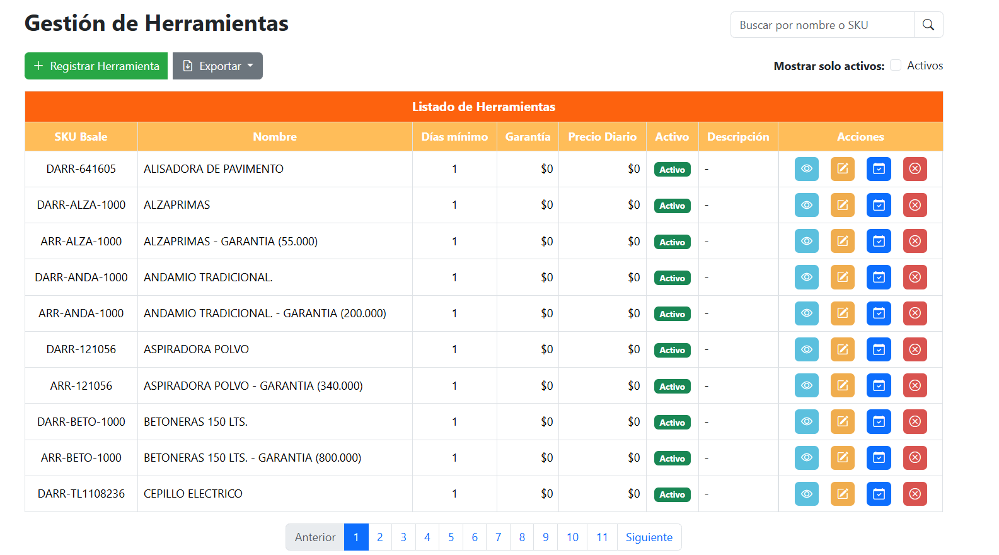 Gestión de Herramientas
Buscar por nombre o SKU
Registrar Herramienta
Exportar
Mostrar solo activos: Activos
Listado de Herramientas
SKU Bsale Nombre Días mínimo Garantía Precio Diario Activo Descripción Acciones
DARR-641605 ALISADORA DE PAVIMENTO 1 $0 $0 Activo -
DARR-ALZA-1000 ALZAPRIMAS 1 $0 $0 Activo -
ARR-ALZA-1000 ALZAPRIMAS - GARANTIA (55.000) 1 $0 $0 Activo -
DARR-ANDA-1000 ANDAMIO TRADICIONAL. 1 $0 $0 Activo -
ARR-ANDA-1000 ANDAMIO TRADICIONAL. - GARANTIA (200.000) 1 $0 $0 Activo -
DARR-121056 ASPIRADORA POLVO 1 $0 $0 Activo -
ARR-121056 ASPIRADORA POLVO - GARANTIA (340.000) 1 $0 $0 Activo -
DARR-BETO-1000 BETONERAS 150 LTS. 1 $0 $0 Activo -
ARR-BETO-1000 BETONERAS 150 LTS. - GARANTIA (800.000) 1 $0 $0 Activo -
DARR-TL1108236 CEPILLO ELECTRICO 1 $0 $0 Activo -
Anterior 1 2 3 4 5 6 7 8 9 10 11 Siguiente